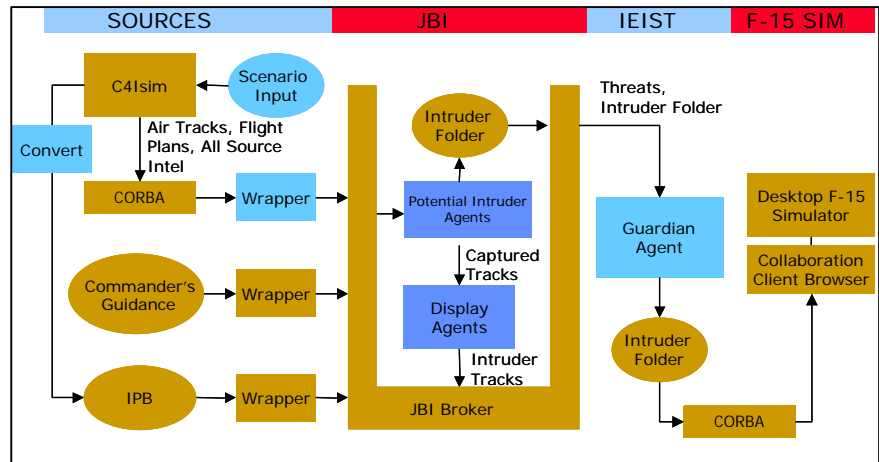 SOURCES
JBI
IEIST
F-15 SIM
C4Isim
Scenario
Input
Convert
Air Tracks, Flight
Plans, All Source
Intel
CORBA
Wrapper
Commander's
Guidance
Wrapper
IPB
Wrapper
Intruder
Folder
Potential Intruder
Agents
Captured
Tracks
Display
Agents
Intruder
Tracks
JBI Broker
Threats,
Intruder Folder
Guardian
Agent
Intruder
Folder
CORBA
Desktop F-15
Simulator
Collaboration
Client Browser